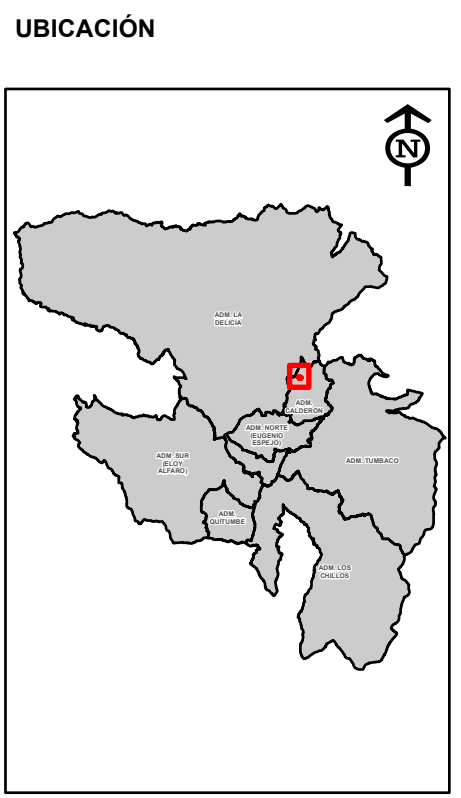 UBICACIÓN
N
ADM. LA
DELICIA
ADM.
CALDERON
ADM. NORTE
(EUGENIO
ESPEJO)
ADM. SUR
(ELOY
ALFARO)
ADM. TUMBACO
ADM.
QUITUMBE
ADM. LOS
CHILLOS